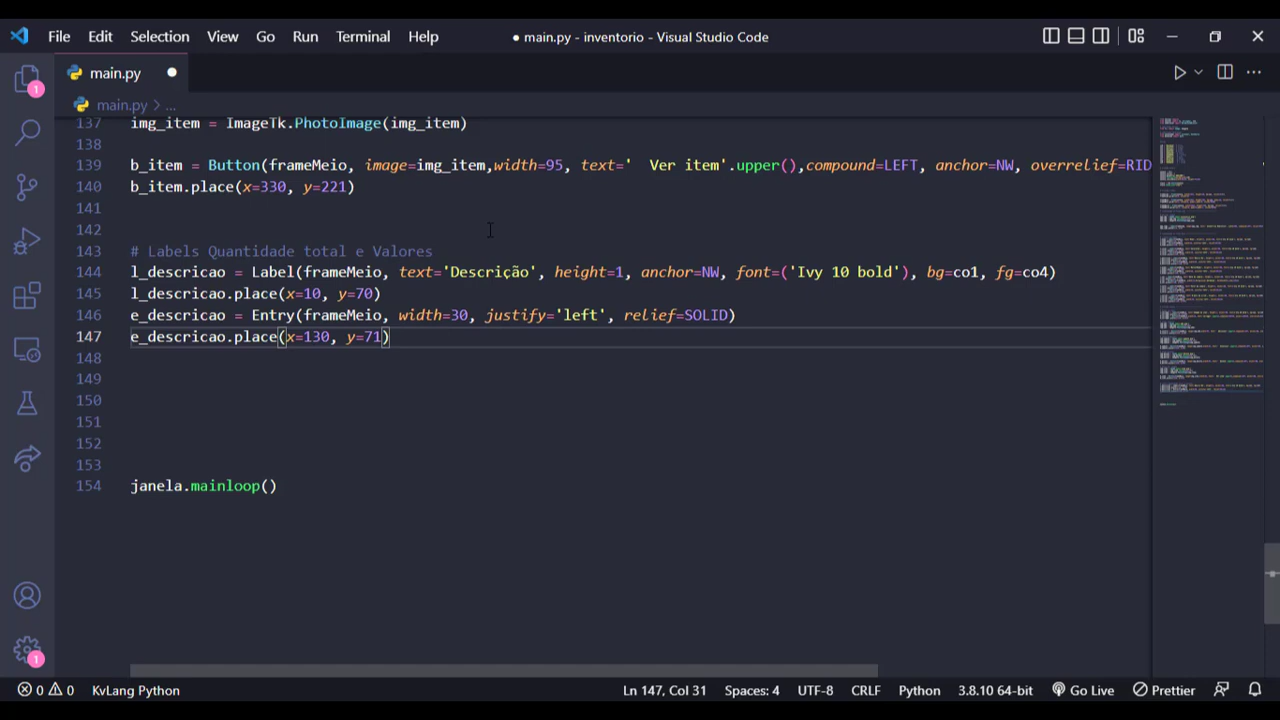 File Edit Selection View Go Run Terminal Help ● main.py - inventorio - Visual Studio Code
main.py
main.py > ...
137 img_item = ImageTk.PhotoImage(img_item)
138
139 b_item = Button(frameMeio, image=img_item,width=95, text='  Ver item'.upper(),compound=LEFT, anchor=NW, overrelief=RID
140 b_item.place(x=330, y=221)
141
142
143 # Labels Quantidade total e Valores
144 l_descricao = Label(frameMeio, text='Descrição', height=1, anchor=NW, font=('Ivy 10 bold'), bg=co1, fg=co4)
145 l_descricao.place(x=10, y=70)
146 e_descricao = Entry(frameMeio, width=30, justify='left', relief=SOLID)
147 e_descricao.place(x=130, y=71)
148
149
150
151
152
153
154 janela.mainloop()
1
1
0 0 KvLang Python Ln 147, Col 31 Spaces: 4 UTF-8 CRLF Python 3.8.10 64-bit Go Live Prettier